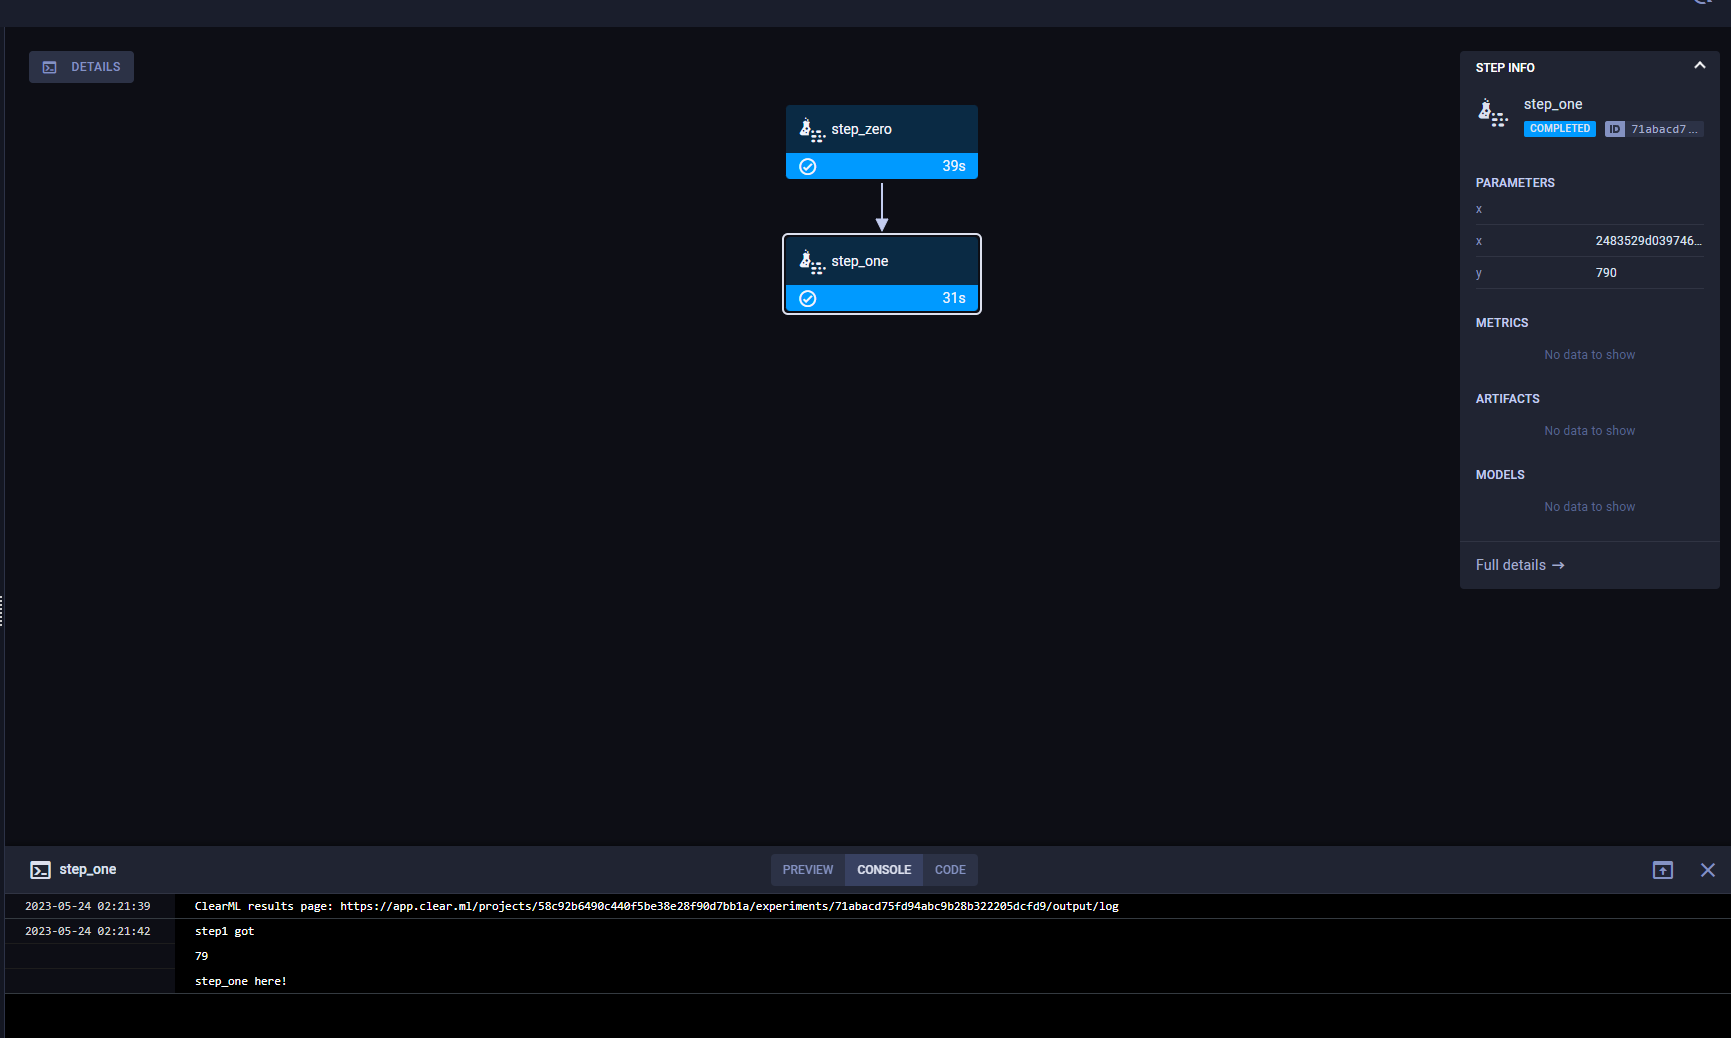 DETAILS
step_zero
39s
step_one
31s
STEP INFO
step_one
COMPLETED ID 71abacd7...
PARAMETERS
x
x 2483529d039746...
y 790
METRICS
No data to show
ARTIFACTS
No data to show
MODELS
No data to show
Full details →
step_one
PREVIEW CONSOLE CODE
2023-05-24 02:21:39 ClearML results page: https://app.clear.ml/projects/58c92b6490c440f5be38e28f90d7bb1a/experiments/71abacd75fd94abc9b28b322205dcfd9/output/log
2023-05-24 02:21:42 step1 got
79
step_one here!